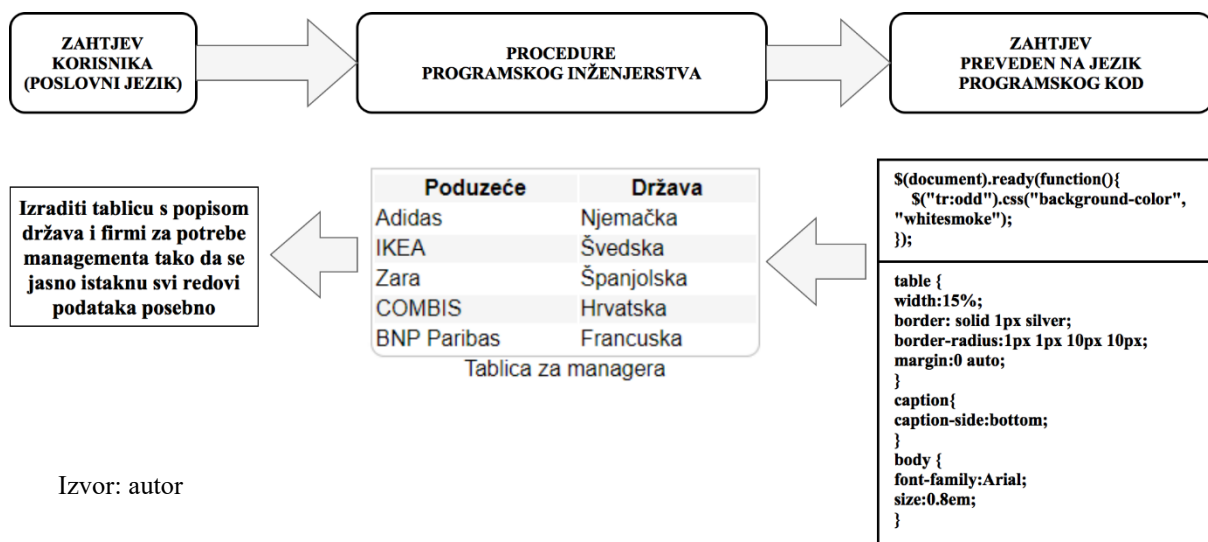 ZAHTJEV
KORISNIKA
(POSLOVNI JEZIK)
PROCEDURE
PROGRAMSKOG INŽENJERSTVA
ZAHTJEV
PREVEDEN NA JEZIK
PROGRAMSKOG KOD
Izraditi tablicu s popisom
država i firmi za potrebe
managementa tako da se
jasno istaknu svi redovi
podataka posebno
Poduzeće Država
Adidas Njemačka
IKEA Švedska
Zara Španjolska
COMBIS Hrvatska
BNP Paribas Francuska
Tablica za managera
$(document).ready(function(){
$("tr:odd").css("background-color",
"whitesmoke");
});
table {
width:15%;
border: solid 1px silver;
border-radius:1px 1px 10px 10px;
margin:0 auto;
}
caption{
caption-side:bottom;
}
body {
font-family:Arial;
size:0.8em;
}
Izvor: autor